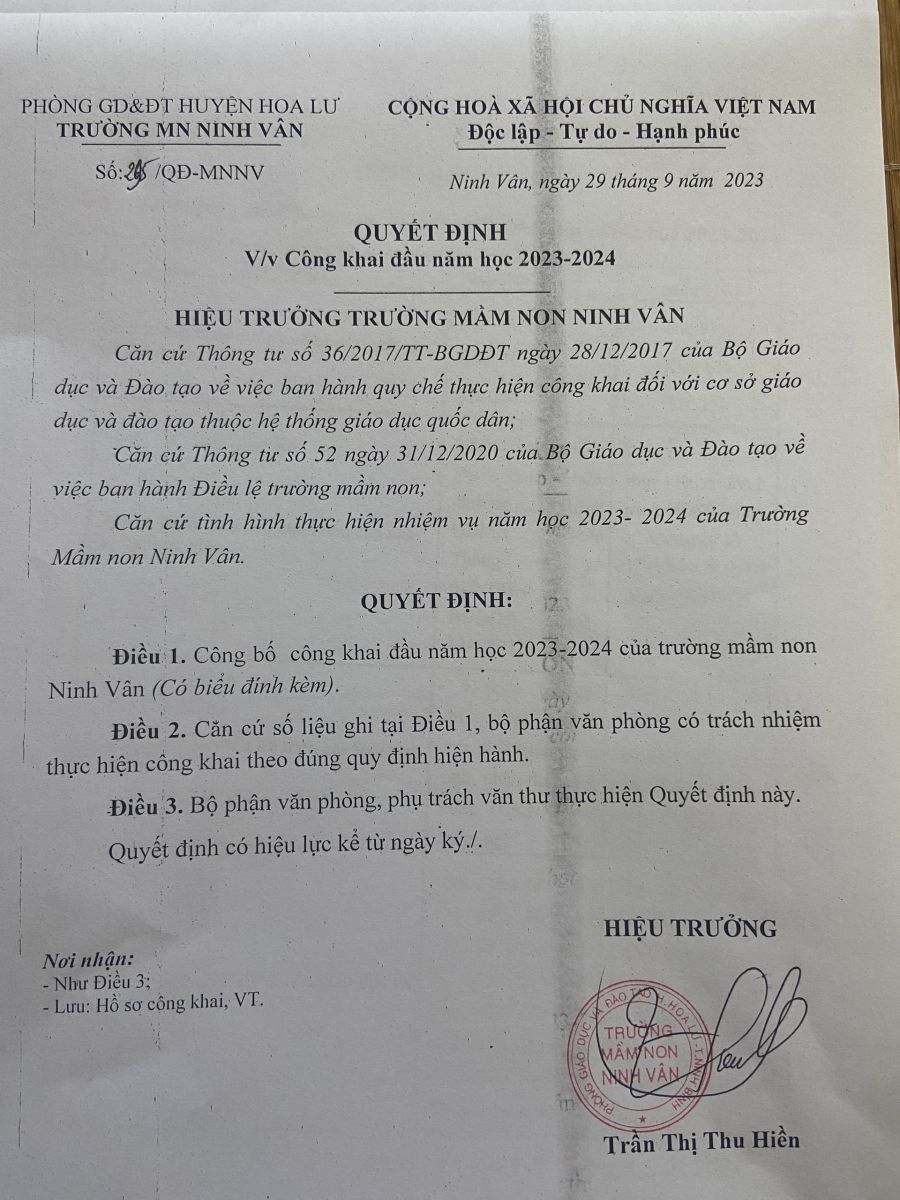 PHÒNG GD&ĐT HUYỆN HOA LƯ
TRƯỜNG MN NINH VÂN
Số: /QĐ-MNNV
CỘNG HOÀ XÃ HỘI CHỦ NGHĨA VIỆT NAM
Độc lập - Tự do - Hạnh phúc
Ninh Vân, ngày 29 tháng 9 năm 2023
QUYẾT ĐỊNH
V/v Công khai đầu năm học 2023-2024
HIỆU TRƯỞNG TRƯỜNG MẦM NON NINH VÂN
Căn cứ Thông tư số 36/2017/TT-BGDĐT ngày 28/12/2017 của Bộ Giáo
dục và Đào tạo về việc ban hành quy chế thực hiện công khai đối với cơ sở giáo
dục và đào tạo thuộc hệ thống giáo dục quốc dân;
Căn cứ Thông tư số 52 ngày 31/12/2020 của Bộ Giáo dục và Đào tạo về
việc ban hành Điều lệ trường mầm non;
Căn cứ tình hình thực hiện nhiệm vụ năm học 2023- 2024 của Trường
Mầm non Ninh Vân.
QUYẾT ĐỊNH:
Điều 1. Công bố công khai đầu năm học 2023-2024 của trường mầm non
Ninh Vân (Có biểu đính kèm).
Điều 2. Căn cứ số liệu ghi tại Điều 1, bộ phận văn phòng có trách nhiệm
thực hiện công khai theo đúng quy định hiện hành.
Điều 3. Bộ phận văn phòng, phụ trách văn thư thực hiện Quyết định này.
Quyết định có hiệu lực kể từ ngày ký./.
Nơi nhận:
- Như Điều 3;
- Lưu: Hồ sơ công khai, VT.
HIỆU TRƯỞNG
PHÒNG GIÁO DỤC VÀ ĐÀO TẠO H.HOA LƯ-T.NINH BÌNH
TRƯỜNG
MẦM NON
NINH VÂN
Trần Thị Thu Hiền